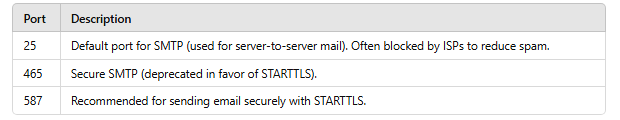 Port Description
25 Default port for SMTP (used for server-to-server mail). Often blocked by ISPs to reduce spam.
465 Secure SMTP (deprecated in favor of STARTTLS).
587 Recommended for sending email securely with STARTTLS.